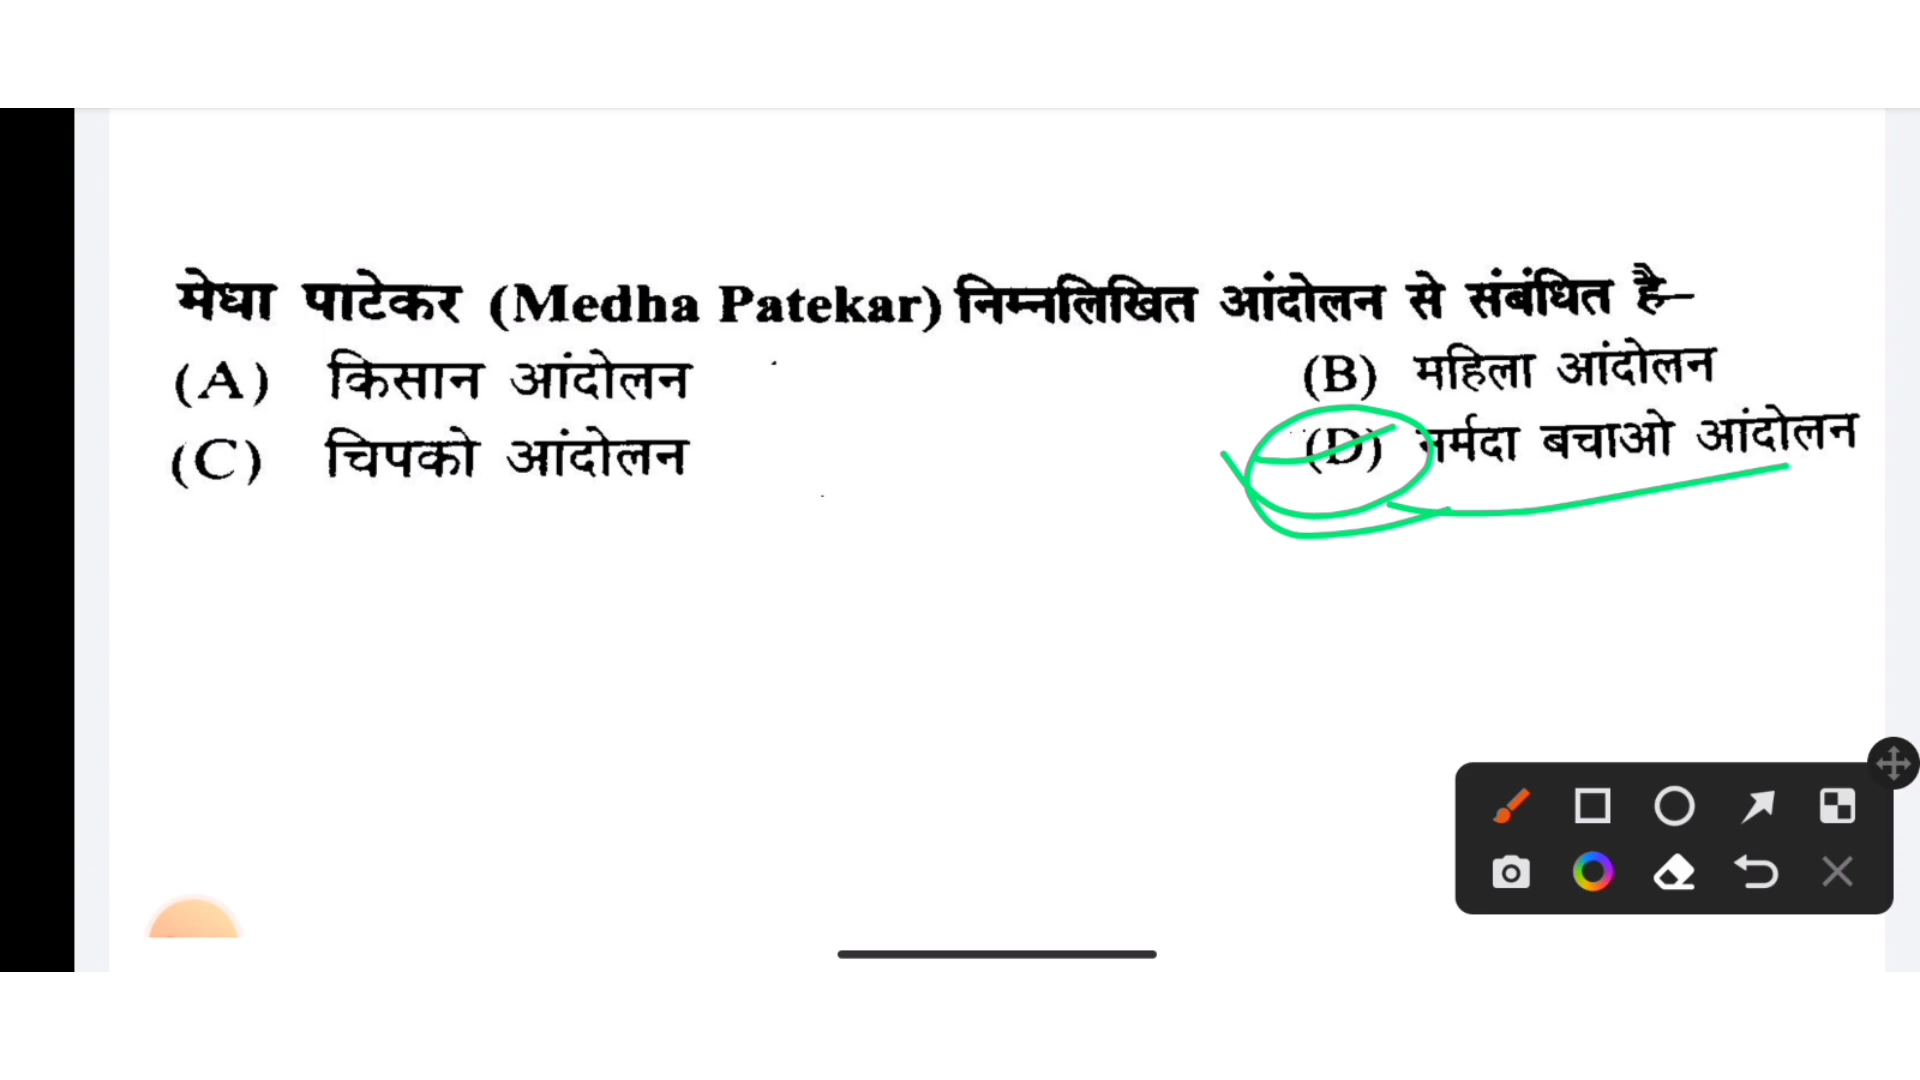 मेघा पाटेकर (Medha Patekar) निम्नलिखित आंदोलन से संबंधित है–
(A) किसान आंदोलन (B) महिला आंदोलन
(C) चिपको आंदोलन (D) नर्मदा बचाओ आंदोलन